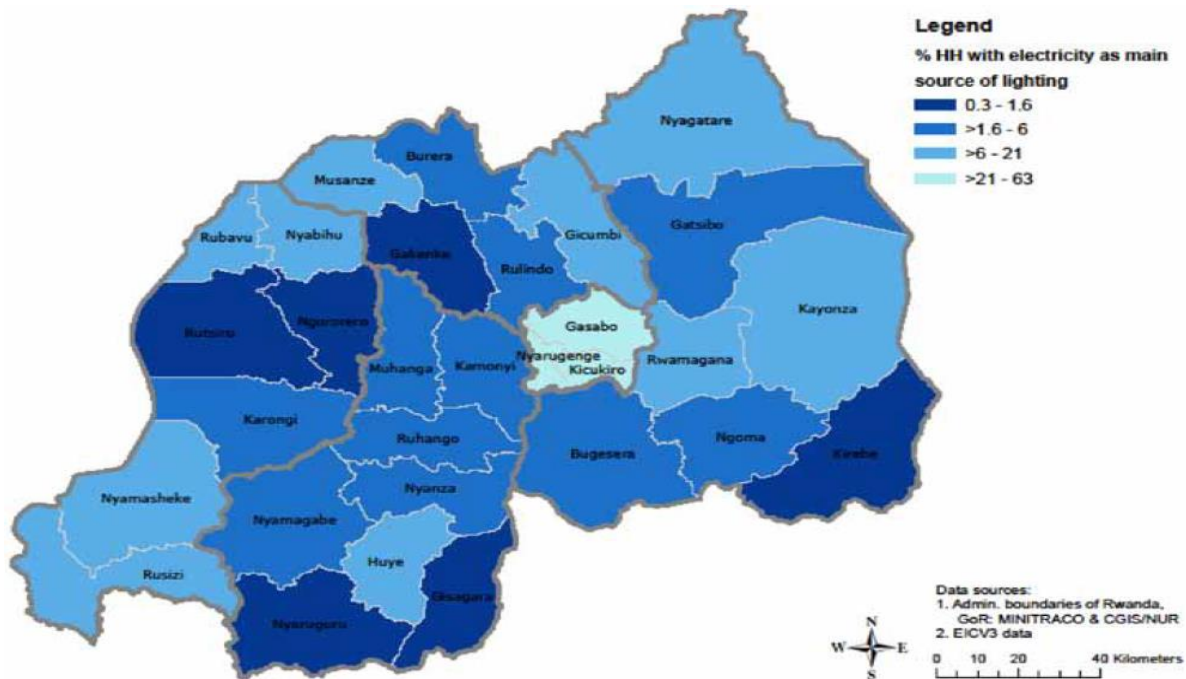 Legend
% HH with electricity as main
source of lighting
0.3 - 1.6
>1.6 - 6
>6 - 21
>21 - 63
Nyagatare
Burera
Musanze
Gatsibo
Rubavu
Nyabihu
Gicumbi
Gakenke
Rulindo
Kayonza
Rutsiro
Ngororero
Gasabo
Nyarugenge
Kicukiro
Rwamagana
Muhanga
Kamonyi
Karongi
Ruhango
Bugesera
Ngoma
Kirehe
Nyamasheke
Nyanza
Nyamagabe
Rusizi
Huye
Gisagara
Nyaruguru
Data sources:
1. Admin. boundaries of Rwanda,
GoR: MINITRACO & CGIS/NUR
2. EICV3 data
N
W E
S
0 10 20 40 Kilometers